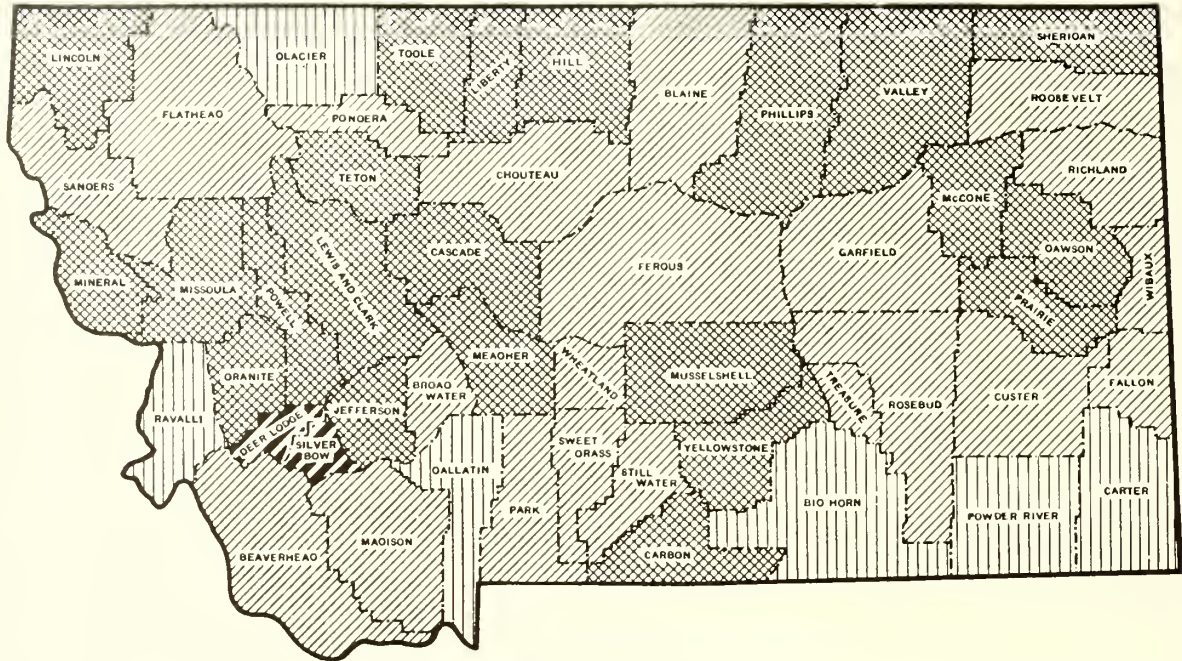 LINCOLN
FLATHEAD
GLACIER
TOOLE
LIBERTY
HILL
BLAINE
PHILLIPS
VALLEY
SHERIDAN
ROOSEVELT
PONDERA
SANDERS
TETON
CHOUTEAU
RICHLAND
McCONE
DAWSON
WIBAUX
MINERAL
MISSOULA
POWELL
LEWIS AND CLARK
CASCADE
FERGUS
GARFIELD
PRAIRIE
GRANITE
RAVALLI
DEER LODGE
SILVER
BOW
JEFFERSON
BROAD
WATER
MEAGHER
WHEATLAND
MUSSELSHELL
TREASURE
ROSEBUD
CUSTER
FALLON
GALLATIN
PARK
SWEET
GRASS
STILL
WATER
YELLOWSTONE
BIG HORN
POWDER RIVER
CARTER
BEAVERHEAD
MADISON
CARBON